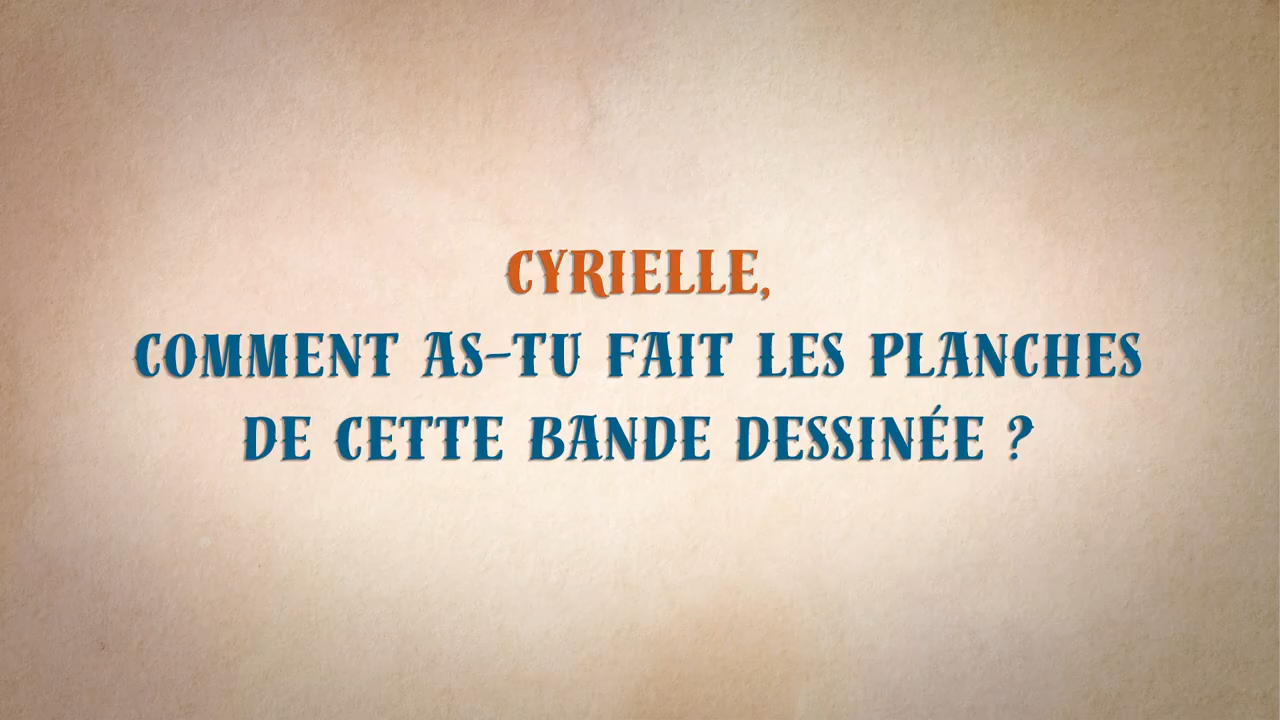 CYRIELLE,
COMMENT AS-TU FAIT LES PLANCHES
DE CETTE BANDE DESSINÉE ?